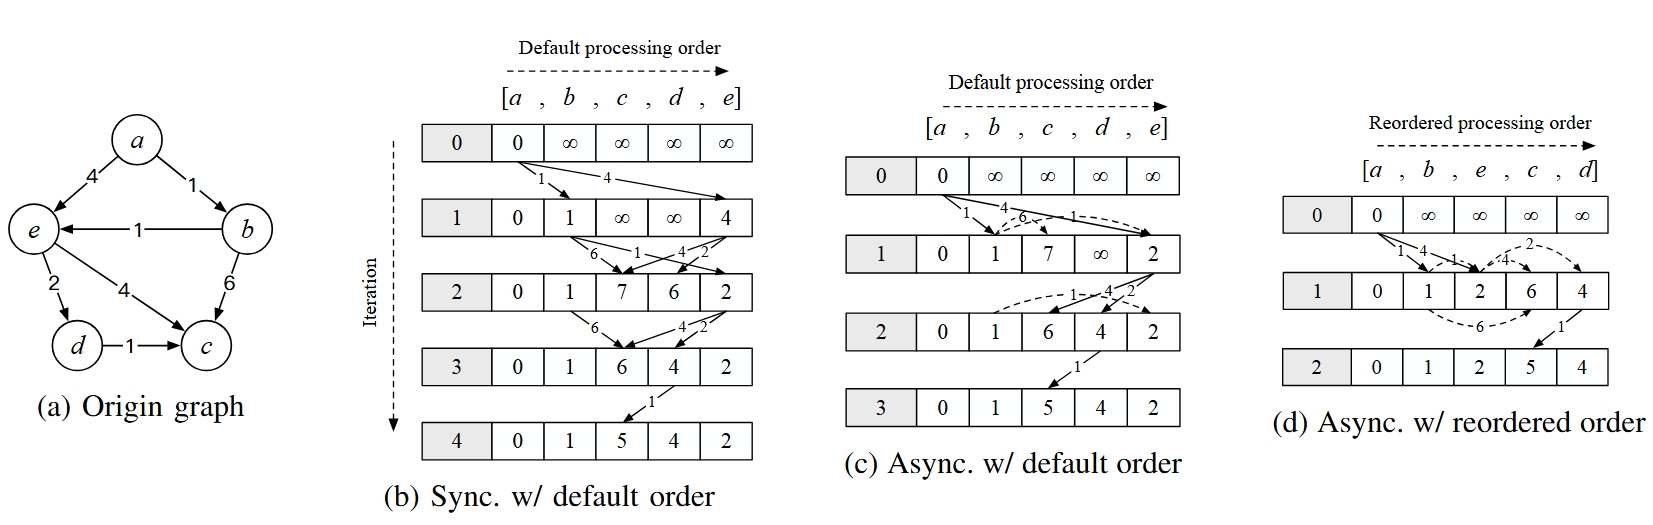 a
4
1
e
1
b
2
4
6
d
1
c
(a) Origin graph
Default processing order
[a , b , c , d , e]
0 0 ∞ ∞ ∞ ∞
1 4
1 0 1 ∞ ∞ 4
6 1 4 2
2 0 1 7 6 2
6 4 2
3 0 1 6 4 2
1
4 0 1 5 4 2
Iteration
(b) Sync. w/ default order
Default processing order
[a , b , c , d , e]
0 0 ∞ ∞ ∞ ∞
1 4 6 1
1 0 1 7 ∞ 2
1 4 2
2 0 1 6 4 2
1
3 0 1 5 4 2
(c) Async. w/ default order
Reordered processing order
[a , b , e , c , d]
0 0 ∞ ∞ ∞ ∞
1 4 1 4 2
1 0 1 2 6 4
6 1
2 0 1 2 5 4
(d) Async. w/ reordered order